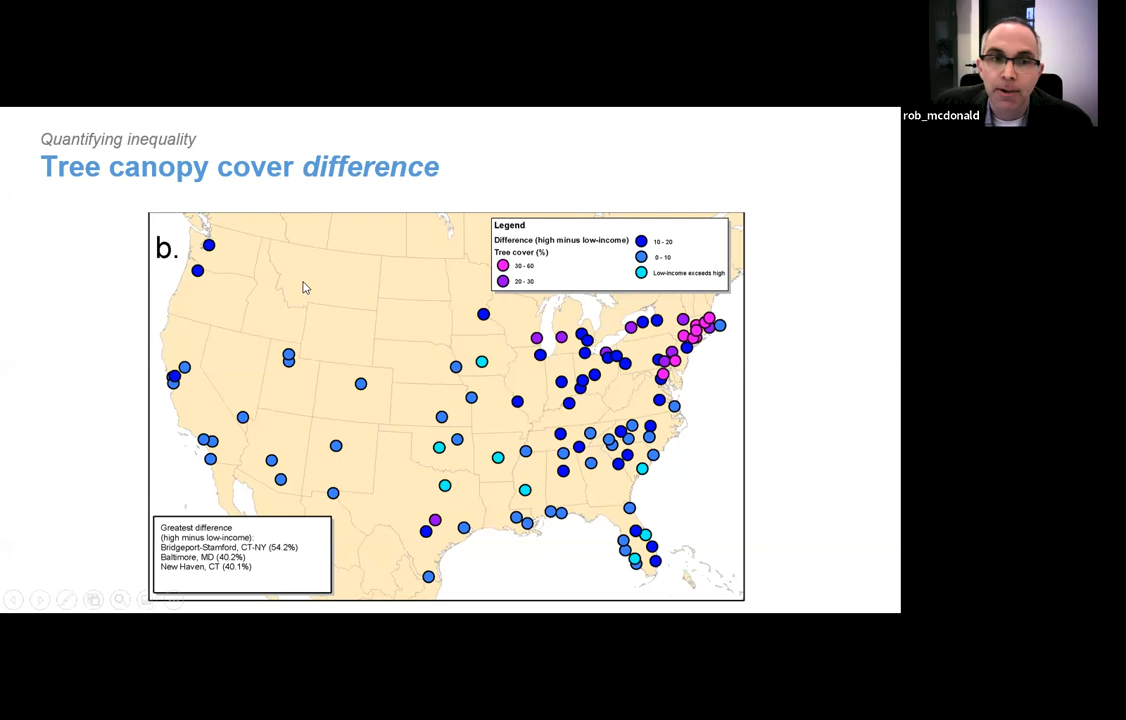 rob_mcdonald
Quantifying inequality
Tree canopy cover difference
b.
Legend
Difference (high minus low-income)
Tree cover (%)
30 - 60
20 - 30
10 - 20
0 - 10
Low-income exceeds high
Greatest difference
(high minus low-income):
Bridgeport-Stamford, CT-NY (54.2%)
Baltimore, MD (40.2%)
New Haven, CT (40.1%)